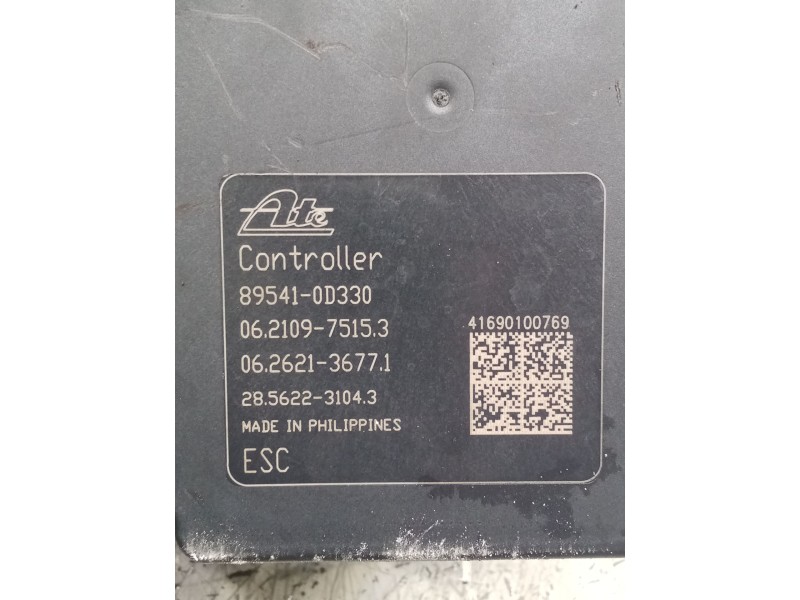 Ate
Controller
89541-0D330
06.2109-7515.3
41690100769
06.2621-3677.1
28.5622-3104.3
MADE IN PHILIPPINES
ESC